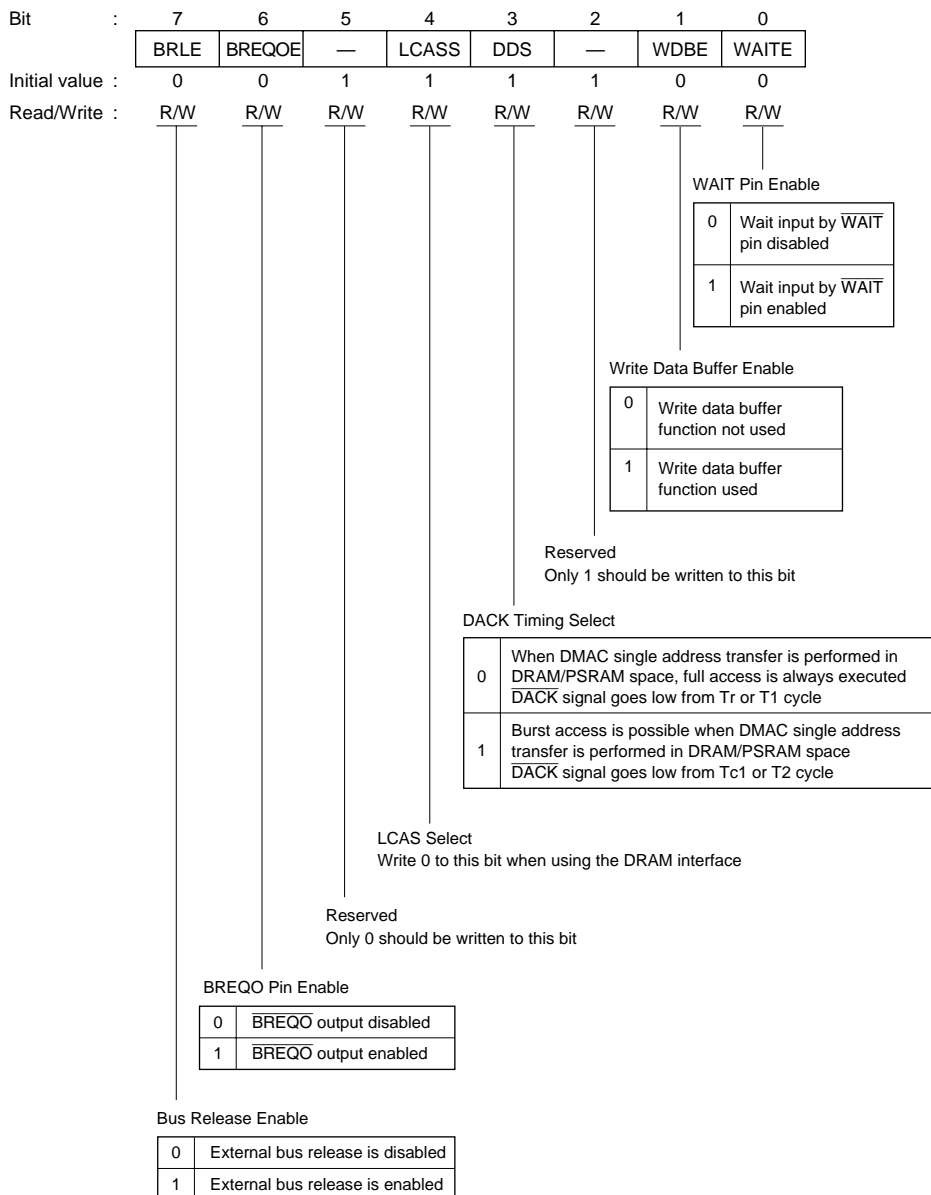 Bit : 7 6 5 4 3 2 1 0
BRLE BREQOE — LCASS DDS — WDBE WAITE
Initial value : 0 0 1 1 1 1 0 0
Read/Write : R/W R/W R/W R/W R/W R/W R/W R/W
WAIT Pin Enable
0 Wait input by WAIT
pin disabled
1 Wait input by WAIT
pin enabled
Write Data Buffer Enable
0 Write data buffer
function not used
1 Write data buffer
function used
Reserved
Only 1 should be written to this bit
DACK Timing Select
0 When DMAC single address transfer is performed in
DRAM/PSRAM space, full access is always executed
DACK signal goes low from Tr or T1 cycle
1 Burst access is possible when DMAC single address
transfer is performed in DRAM/PSRAM space
DACK signal goes low from Tc1 or T2 cycle
LCAS Select
Write 0 to this bit when using the DRAM interface
Reserved
Only 0 should be written to this bit
BREQO Pin Enable
0 BREQO output disabled
1 BREQO output enabled
Bus Release Enable
0 External bus release is disabled
1 External bus release is enabled